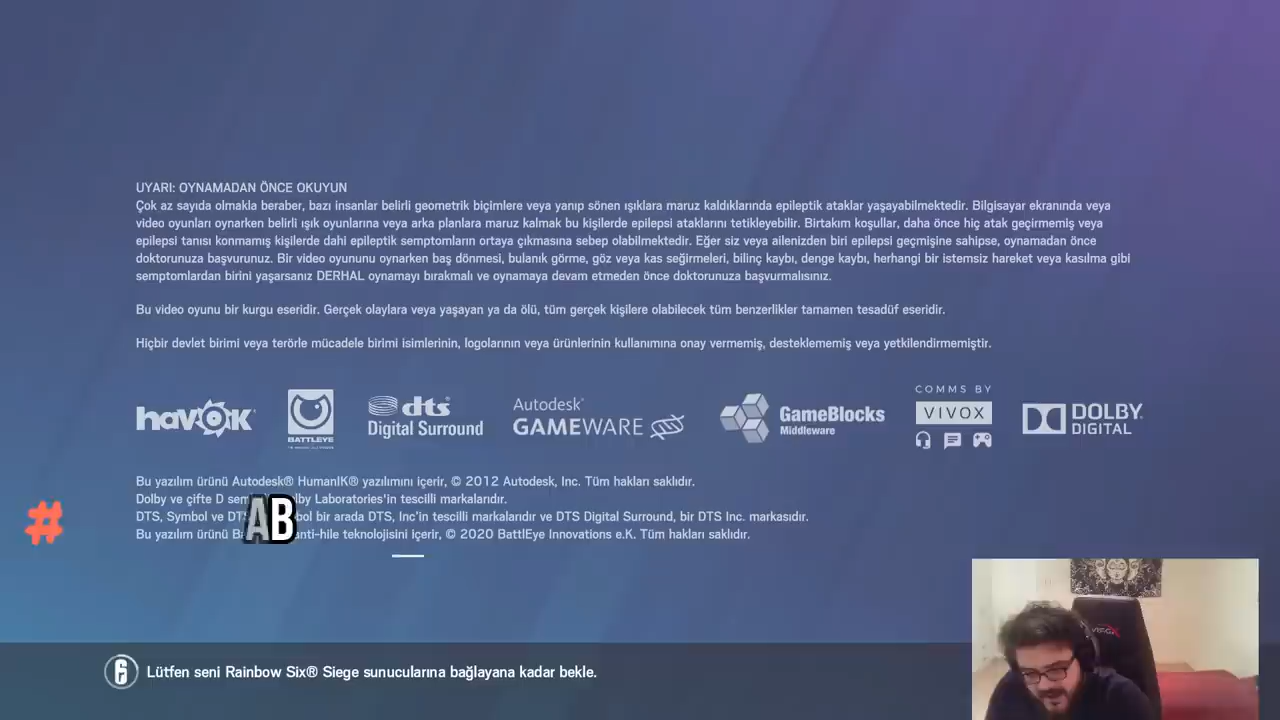 UYARI: OYNAMADAN ÖNCE OKUYUN
Çok az sayıda olmakla beraber, bazı insanlar belirli geometrik biçimlere veya yanıp sönen ışıklara maruz kaldıklarında epileptik ataklar yaşayabilmektedir. Bilgisayar ekranında veya
video oyunları oynarken belirli ışık oyunlarına veya arka planlara maruz kalmak bu kişilerde epilepsi ataklarını tetikleyebilir. Birtakım koşullar, daha önce hiç atak geçirmemiş veya
epilepsi tanısı konmamış kişilerde dahi epileptik semptomların ortaya çıkmasına sebep olabilmektedir. Eğer siz veya ailenizden biri epilepsi geçmişine sahipse, oynamadan önce
doktorunuza başvurunuz. Bir video oyununu oynarken baş dönmesi, bulanık görme, göz veya kas seğirmeleri, bilinç kaybı, denge kaybı, herhangi bir istemsiz hareket veya kasılma gibi
semptomlardan birini yaşarsanız DERHAL oynamayı bırakmalı ve oynamaya devam etmeden önce doktorunuza başvurmalısınız.
Bu video oyunu bir kurgu eseridir. Gerçek olaylara veya yaşayan ya da ölü, tüm gerçek kişilere olabilecek tüm benzerlikler tamamen tesadüf eseridir.
Hiçbir devlet birimi veya terörle mücadele birimi isimlerinin, logolarının veya ürünlerinin kullanımına onay vermemiş, desteklememiş veya yetkilendirmemiştir.
COMMS BY
havok BATTLEYE dts Digital Surround Autodesk GAMEWARE GameBlocks Middleware VIVOX DOLBY DIGITAL
Bu yazılım ürünü Autodesk® HumanIK® yazılımını içerir, © 2012 Autodesk, Inc. Tüm hakları saklıdır.
Dolby ve çifte D Laboratories'in tescilli markalarıdır.
DTS, Symbol ve bir arada DTS, Inc'in tescilli markalarıdır ve DTS Digital Surround, bir DTS Inc. markasıdır.
# AB
Bu yazılım ürünü anti-hile teknolojisini içerir, © 2020 BattlEye Innovations e.K. Tüm hakları saklıdır.
Lütfen seni Rainbow Six® Siege sunucularına bağlayana kadar bekle.